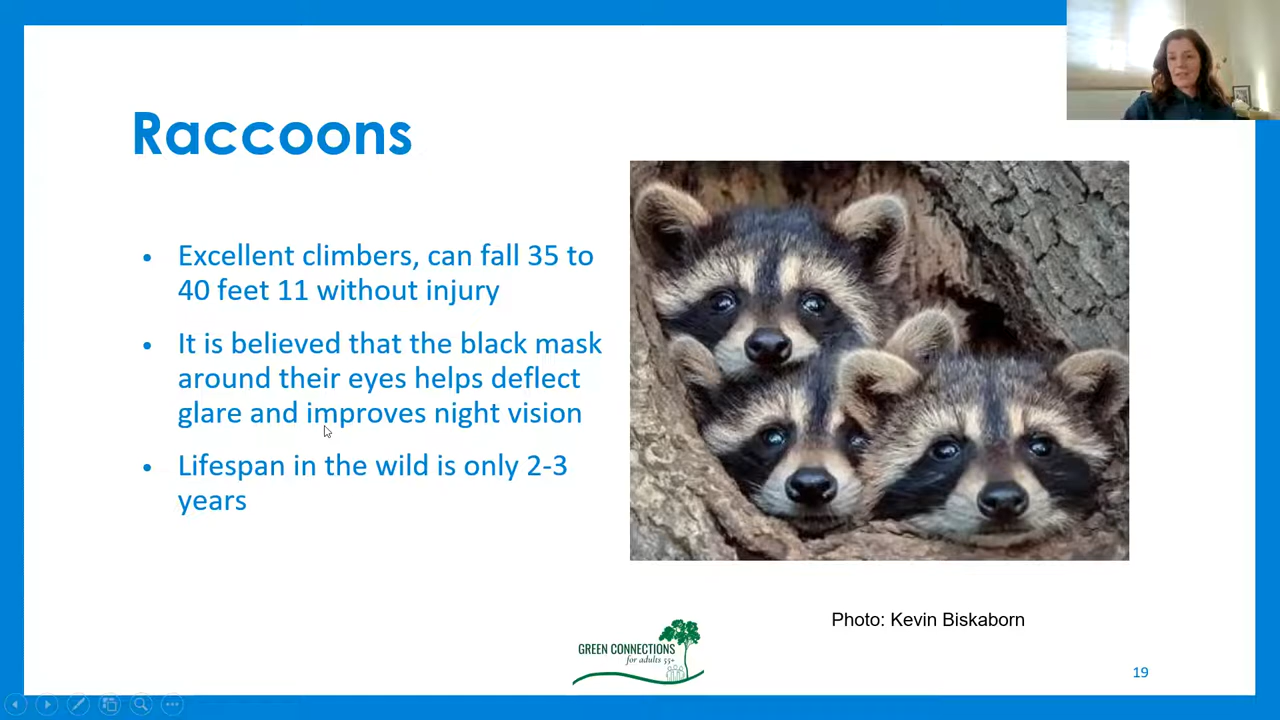 Raccoons
• Excellent climbers, can fall 35 to
40 feet 11 without injury
• It is believed that the black mask
around their eyes helps deflect
glare and improves night vision
• Lifespan in the wild is only 2-3
years
Photo: Kevin Biskaborn
GREEN CONNECTIONS
for adults 55+
19